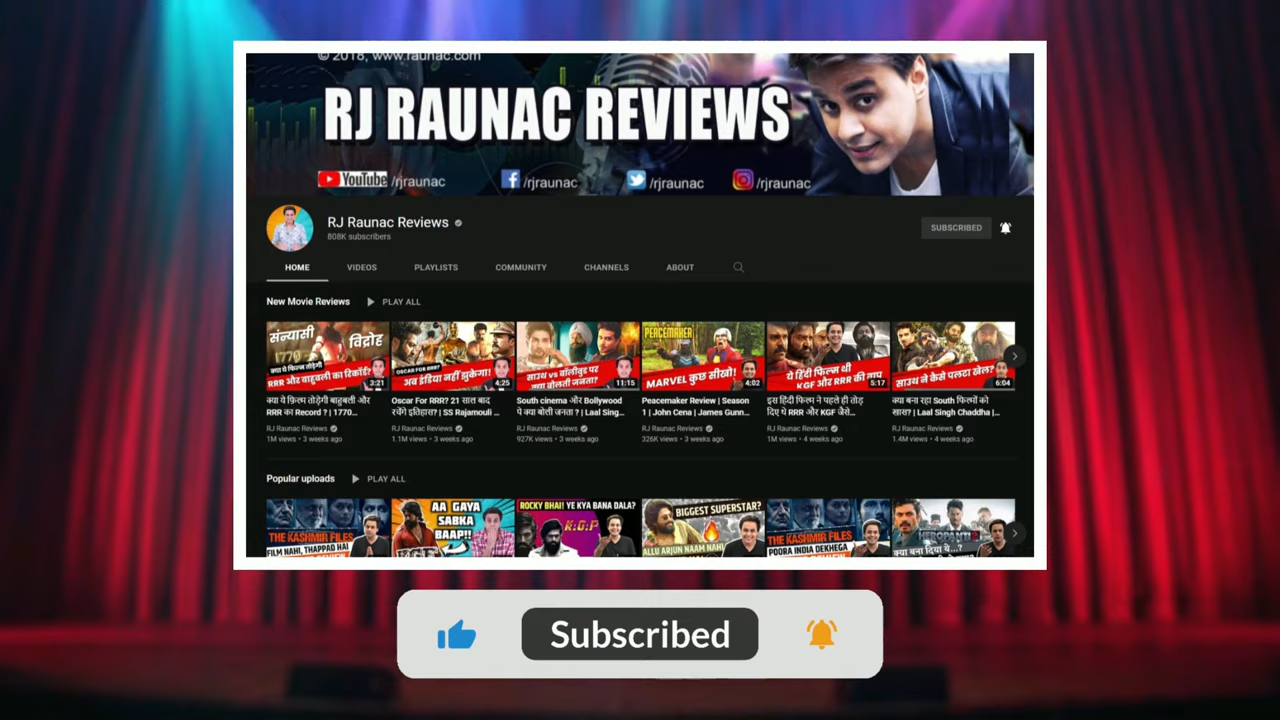 © 2018, www.raunac.com
RJ RAUNAC REVIEWS
YouTube /rjraunac
/rjraunac
/rjraunac
/rjraunac
RJ Raunac Reviews
808K subscribers
SUBSCRIBED
HOME VIDEOS PLAYLISTS COMMUNITY CHANNELS ABOUT
New Movie Reviews PLAY ALL
संन्यासी
1770 विद्रोह
क्या ये फिल्म तोड़ेगी
RRR और बाहुबली का रिकॉर्ड?
3:21
OSCAR FOR RRR?
अब इंडिया नहीं झुकेगा!
4:25
साउथ vs बॉलीवुड पर
क्या बोलती जनता?
11:15
PEACEMAKER
MARVEL कुछ सीखो!
4:02
ये हिंदी फिल्म थी
KGF और RRR की बाप
5:17
साउथ ने कैसे पलटा खेल?
6:04
क्या ये फ़िल्म तोड़ेगी बाहुबली और
RRR का Record ? | 1770...
RJ Raunac Reviews
1M views • 3 weeks ago
Oscar For RRR? 21 साल बाद
रचेंगे इतिहास? | SS Rajamouli ...
RJ Raunac Reviews
1.1M views • 3 weeks ago
South cinema और Bollywood
पे क्या बोली जनता ? | Laal Sing...
RJ Raunac Reviews
927K views • 3 weeks ago
Peacemaker Review | Season
1 | John Cena | James Gunn...
RJ Raunac Reviews
326K views • 3 weeks ago
इस हिंदी फिल्म ने पहले ही तोड़
दिए थे RRR और KGF जैसे...
RJ Raunac Reviews
1M views • 4 weeks ago
क्या बना रहा South फिल्मों को
खास? | Laal Singh Chaddha |...
RJ Raunac Reviews
1.4M views • 4 weeks ago
Popular uploads PLAY ALL
THE KASHMIR FILES
FILM NAHI, THAPPAD HAI
AA GAYA
SABKA
BAAP!!
ROCKY BHAI! YE KYA BANA DALA?
K.G.F
BIGGEST SUPERSTAR?
ALLU ARJUN NAAM NAHI
THE KASHMIR FILES
POORA INDIA DEKHEGA
HEROPANTI 2
क्या बना दिया ये...?
Subscribed